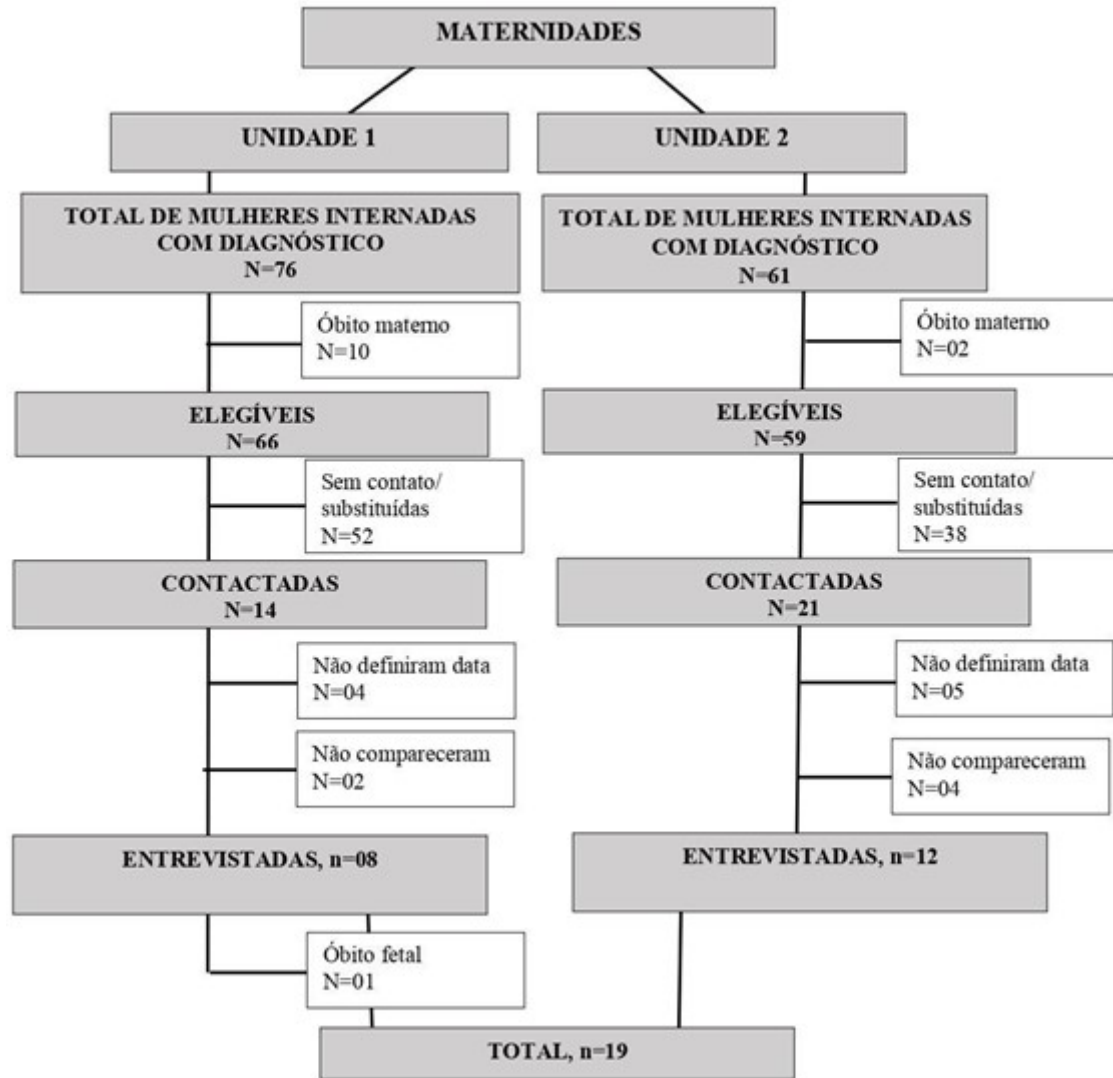 MATERNIDADES
UNIDADE 1
UNIDADE 2
TOTAL DE MULHERES INTERNADAS
COM DIAGNÓSTICO
N=76
TOTAL DE MULHERES INTERNADAS
COM DIAGNÓSTICO
N=61
Óbito materno
N=10
Óbito materno
N=02
ELEGÍVEIS
N=66
ELEGÍVEIS
N=59
Sem contato/
substituídas
N=52
Sem contato/
substituídas
N=38
CONTACTADAS
N=14
CONTACTADAS
N=21
Não definiram data
N=04
Não definiram data
N=05
Não compareceram
N=02
Não compareceram
N=04
ENTREVISTADAS, n=08
ENTREVISTADAS, n=12
Óbito fetal
N=01
TOTAL, n=19